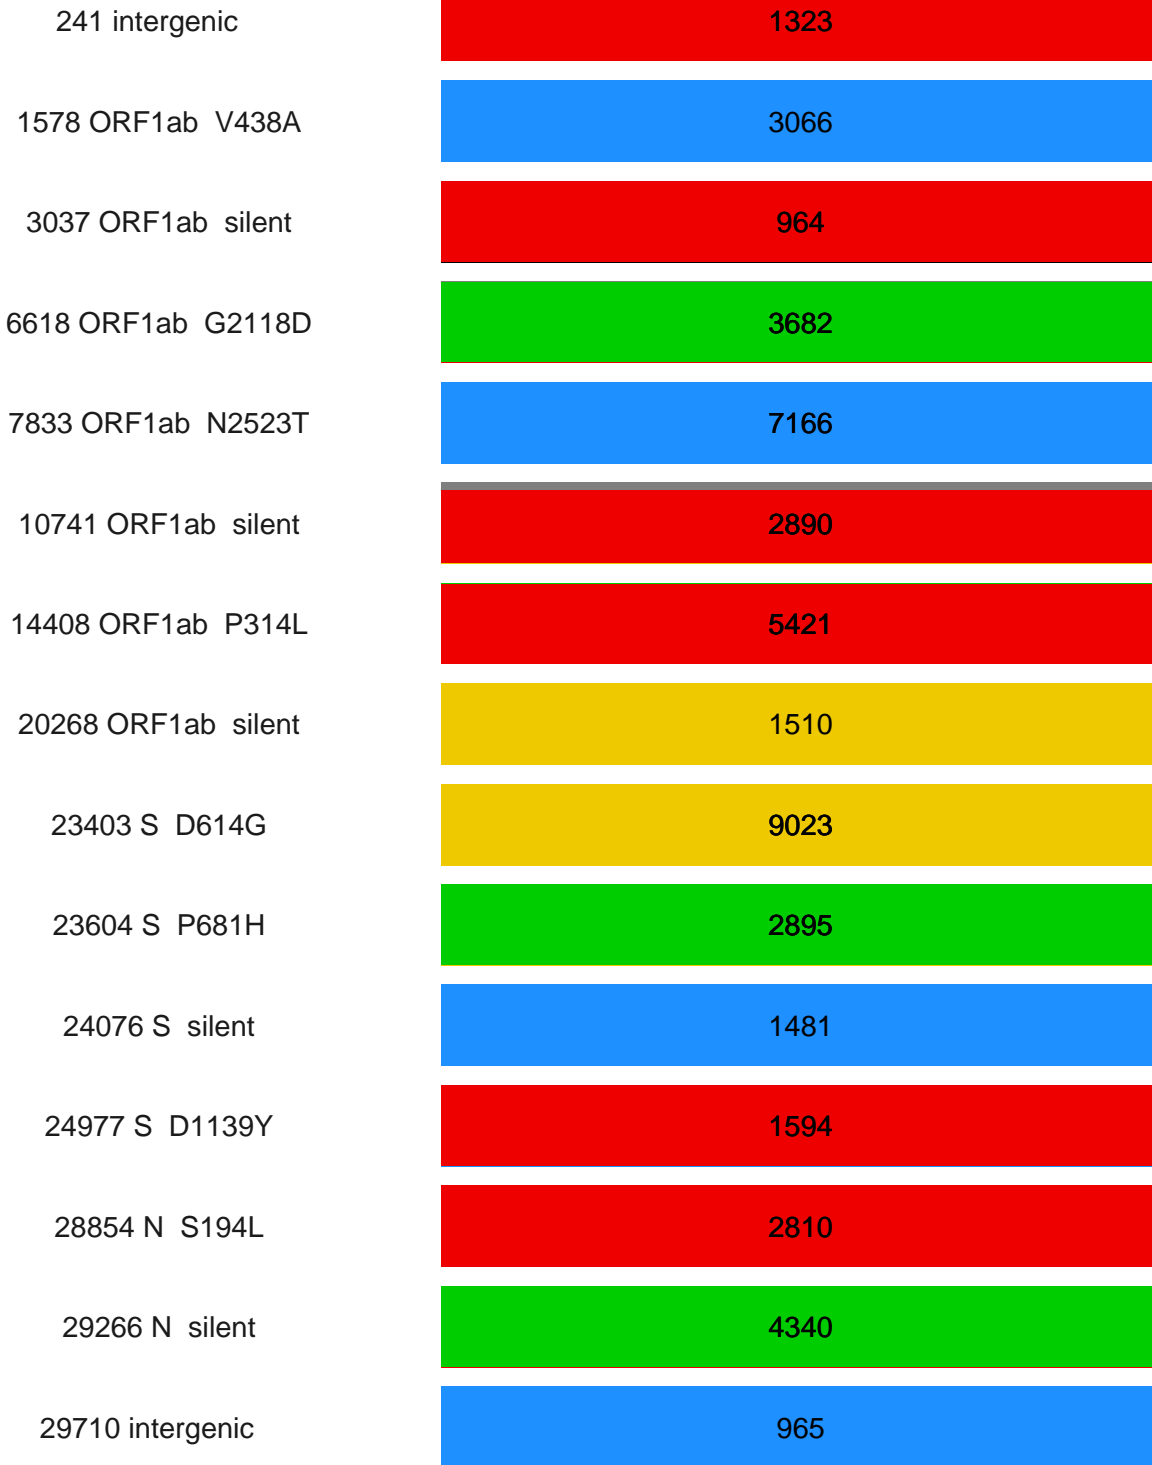 241 intergenic 1323
1578 ORF1ab V438A 3066
3037 ORF1ab silent 964
6618 ORF1ab G2118D 3682
7833 ORF1ab N2523T 7166
10741 ORF1ab silent 2890
14408 ORF1ab P314L 5421
20268 ORF1ab silent 1510
23403 S D614G 9023
23604 S P681H 2895
24076 S silent 1481
24977 S D1139Y 1594
28854 N S194L 2810
29266 N silent 4340
29710 intergenic 965